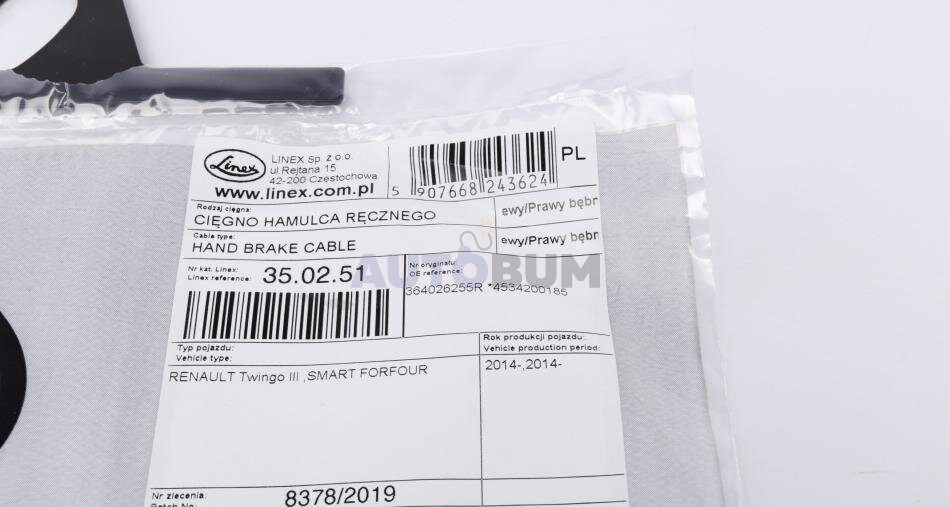 Linex
LINEX Sp. z o.o.
ul.Rejtana 15
42-200 Częstochowa
www.linex.com.pl
5 907668 243624
PL
Rodzaj cięgna:
CIĘGNO HAMULCA RĘCZNEGO
ewy/Prawy bębn
Cable type:
HAND BRAKE CABLE
ewy/Prawy bębn
Nr kat. Linex:
Linex reference:
35.02.51
Nr oryginału:
OE reference:
364026255R *4534200185
AUTOBUM
Typ pojazdu:
Vehicle type:
Rok produkcji pojazdu:
Vehicle production period:
RENAULT Twingo III ,SMART FORFOUR
2014-,2014-
Nr zlecenia:
Batch No:
8378/2019